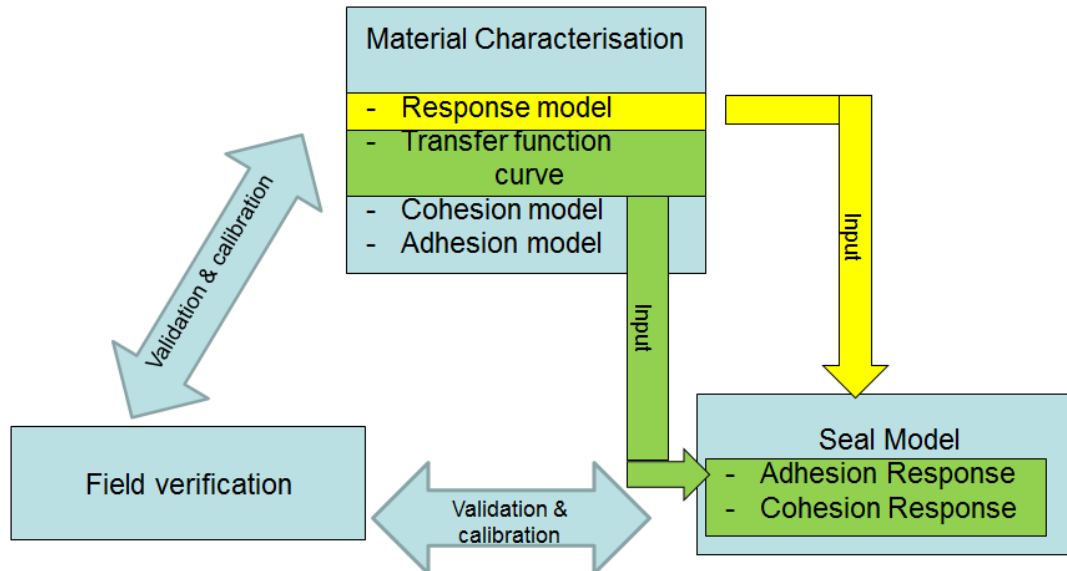 Material Characterisation
- Response model
- Transfer function
curve
- Cohesion model
- Adhesion model
Input
Input
Validation & calibration
Field verification
Validation &
calibration
Seal Model
- Adhesion Response
- Cohesion Response